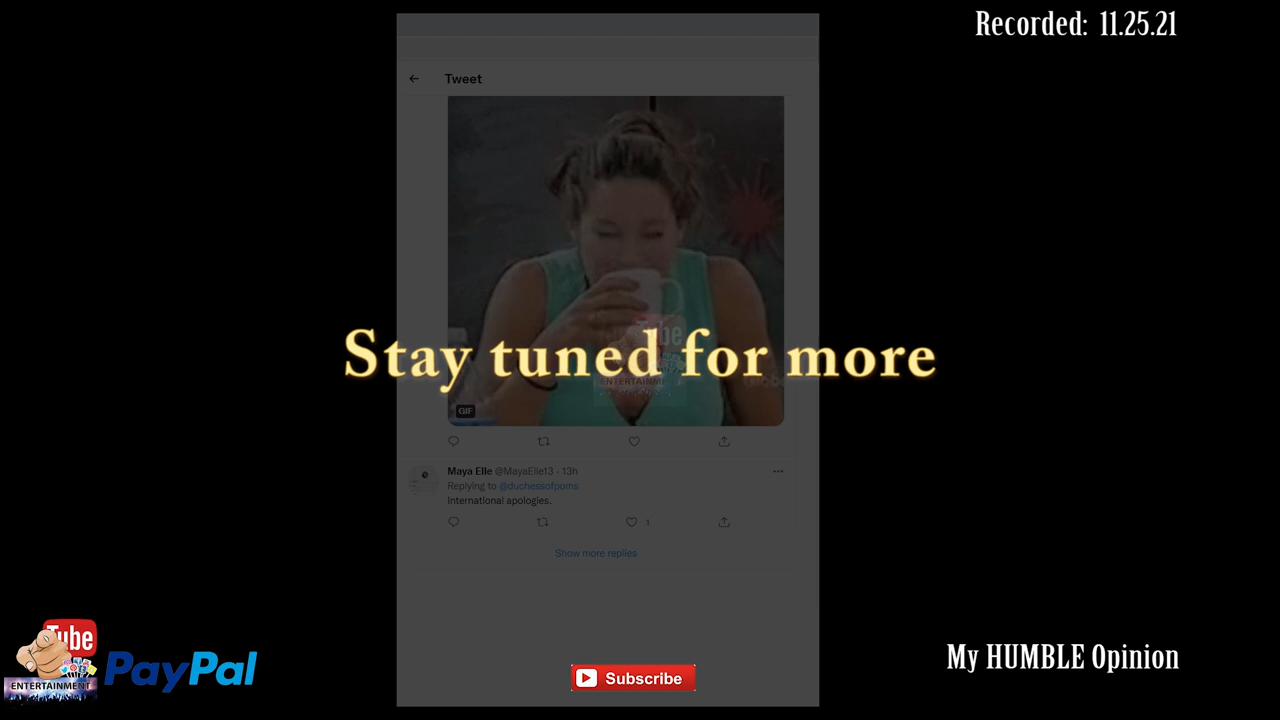 Recorded: 11.25.21
Tweet
Stay tuned for more
ENTERTAINMENT
GIF
Maya Elle @MayaElle13 · 13h
Replying to @duchessofpoms
International apologies.
1
Show more replies
Tube
ENTERTAINMENT
PayPal
Subscribe
My HUMBLE Opinion